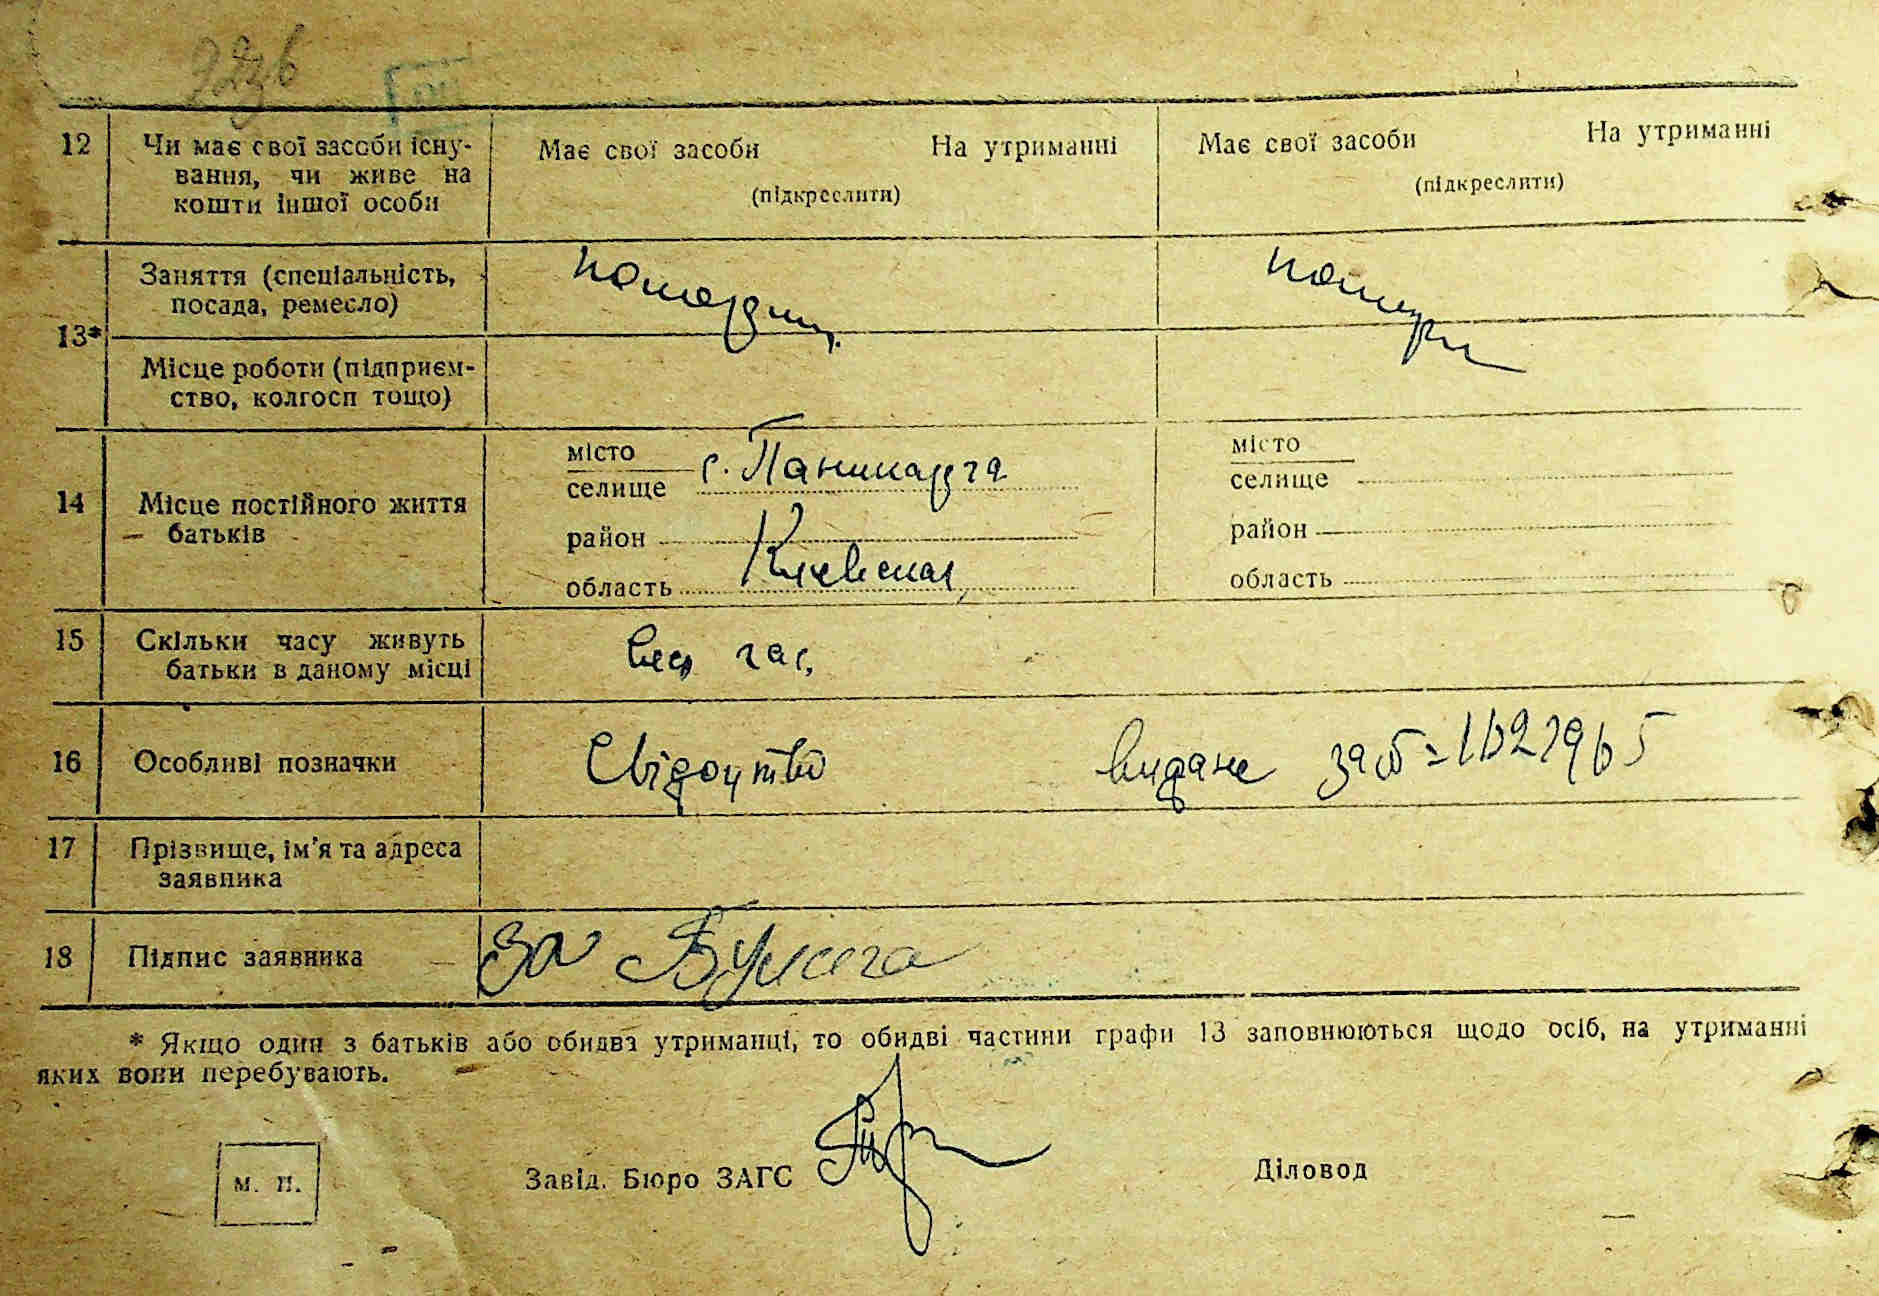 12 Чи має свої засоби існу- Має свої засоби На утриманні Має свої засоби На утриманні
вання, чи живе на
кошти іншої особи (підкреслити) (підкреслити)
Заняття (спеціальність,
посада, ремесло)
13*
Місце роботи (підприєм-
ство, колгосп тощо)
місто місто
селище с. селище
14 Місце постійного життя
батьків
район район
область Киевская область
15 Скільки часу живуть весь час
батьки в даному місці
16 Особливі позначки Свідоцтво видане
17 Прізвище, ім'я та адреса
заявника
18 Підпис заявника за
* Якщо один з батьків або обидва утриманці, то обидві частини графи 13 заповнюються щодо осіб, на утриманні
яких вони перебувають.
м. п. Завід. Бюро ЗАГС Діловод